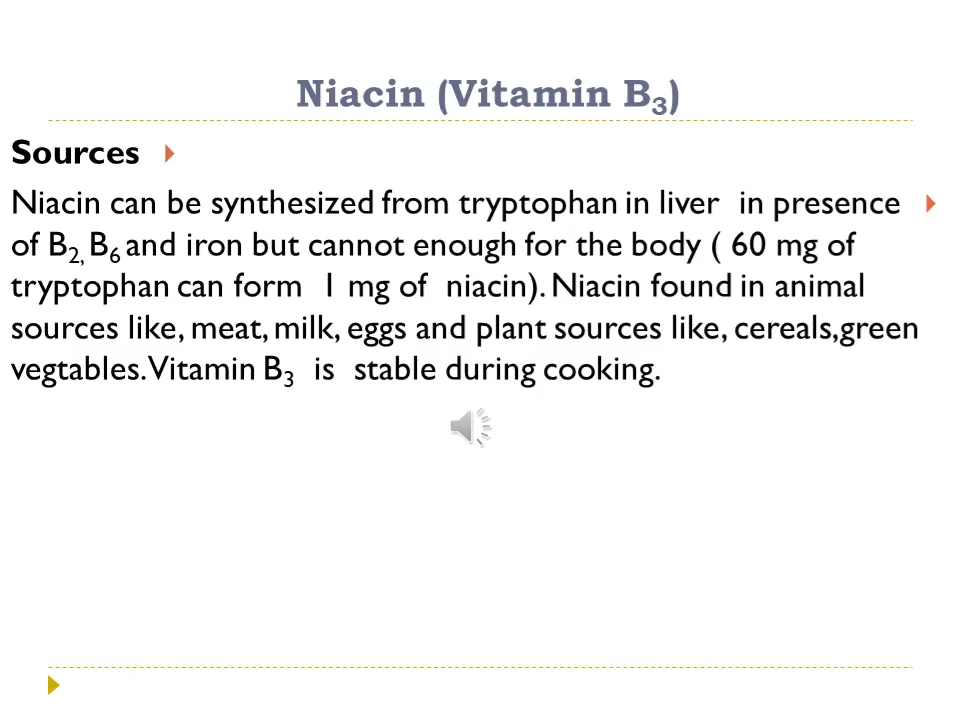 Niacin (Vitamin B₃)
Sources
Niacin can be synthesized from tryptophan in liver in presence
of B₂, B₆ and iron but cannot enough for the body ( 60 mg of
tryptophan can form 1 mg of niacin). Niacin found in animal
sources like, meat, milk, eggs and plant sources like, cereals,green
vegtables. Vitamin B₃ is stable during cooking.